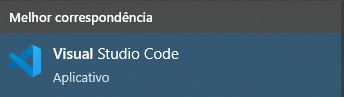 Melhor correspondência
Visual Studio Code
Aplicativo